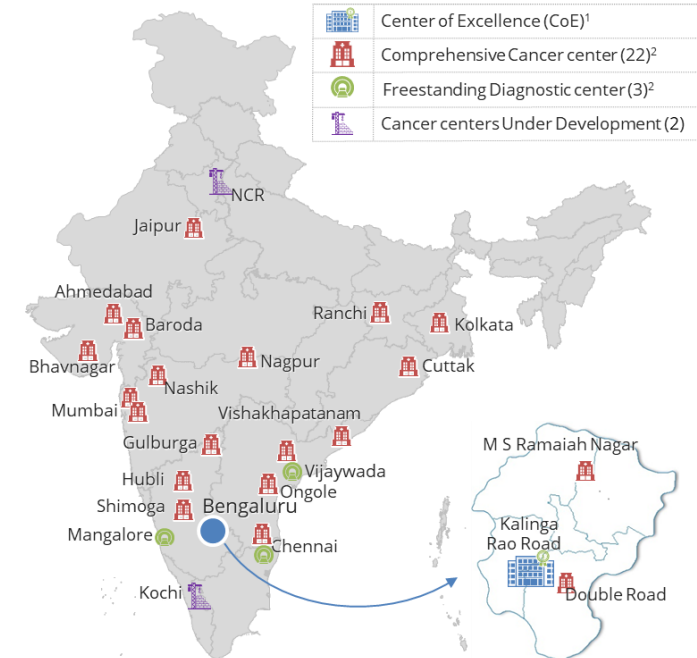 Center of Excellence (CoE)¹
Comprehensive Cancer center (22)²
Freestanding Diagnostic center (3)²
Cancer centers Under Development (2)
NCR
Jaipur
Ahmedabad
Baroda
Ranchi
Kolkata
Bhavnagar
Nagpur
Cuttak
Nashik
Mumbai
Vishakhapatanam
Gulburga
Vijaywada
Hubli
Ongole
Shimoga
Bengaluru
Mangalore
Chennai
Kochi
M S Ramaiah Nagar
Kalinga
Rao Road
Double Road